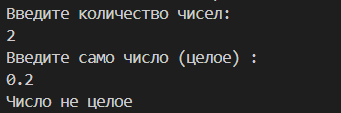 Введите количество чисел:
2
Введите само число (целое) :
0.2
Число не целое